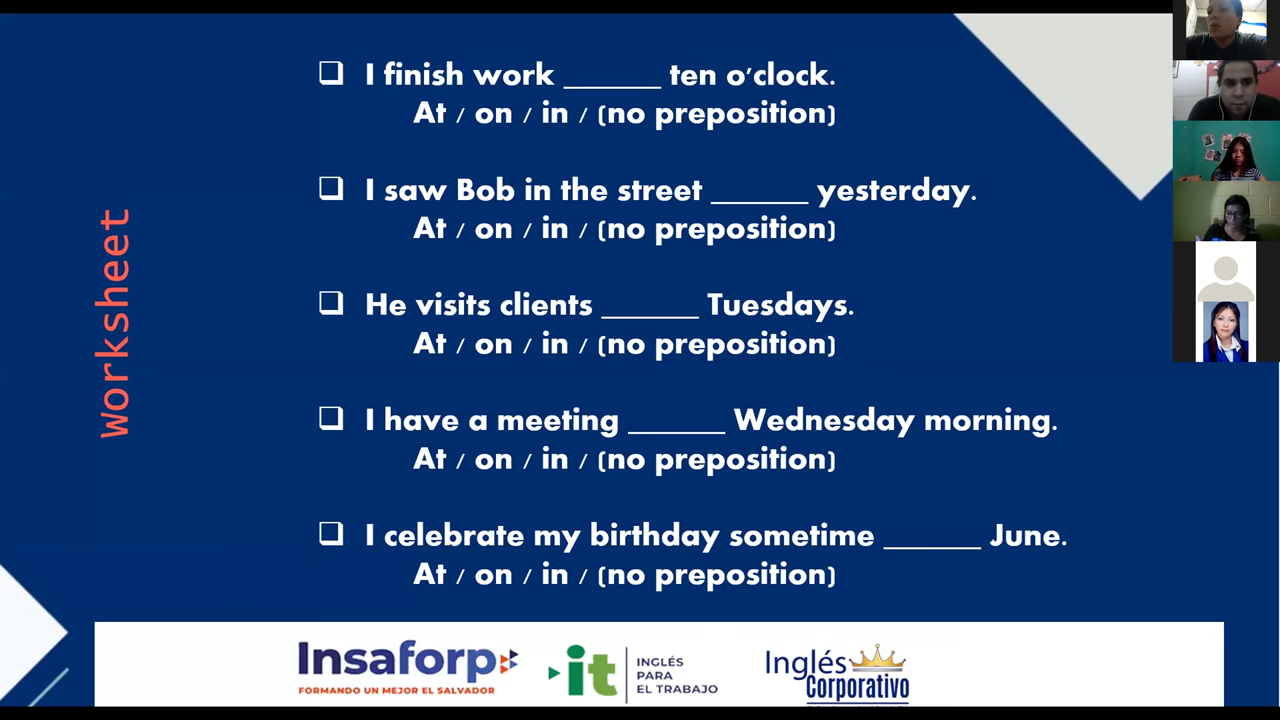 Worksheet
❑ I finish work _______ ten o'clock.
At / on / in / (no preposition)
❑ I saw Bob in the street _______ yesterday.
At / on / in / (no preposition)
❑ He visits clients _______ Tuesdays.
At / on / in / (no preposition)
❑ I have a meeting _______ Wednesday morning.
At / on / in / (no preposition)
❑ I celebrate my birthday sometime _______ June.
At / on / in / (no preposition)
Insaforp
FORMANDO UN MEJOR EL SALVADOR
it
INGLÉS
PARA
EL TRABAJO
Inglés
Corporativo